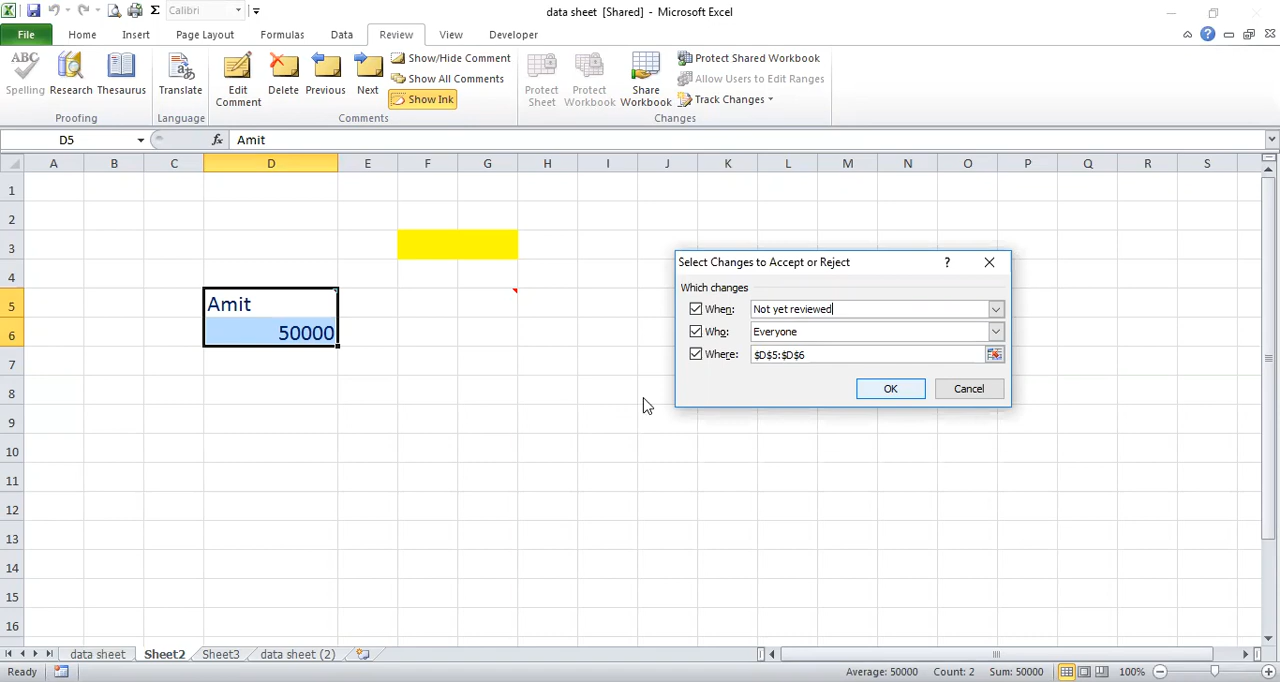 data sheet [Shared] - Microsoft Excel
Σ Calibri
File Home Insert Page Layout Formulas Data Review View Developer
ABC
Spelling Research Thesaurus
Proofing
Translate
Language
Edit Comment Delete Previous Next
Show/Hide Comment
Show All Comments
Show Ink
Comments
Protect Sheet Protect Workbook Share Workbook
Protect Shared Workbook
Allow Users to Edit Ranges
Track Changes
Changes
D5 fx Amit
A B C D E F G H I J K L M N O P Q R S
1
2
3
4
5 Amit
6 50000
7
8
9
10
11
12
13
14
15
16
Select Changes to Accept or Reject ?
Which changes
When: Not yet reviewed
Who: Everyone
Where: $D$5:$D$6
OK Cancel
data sheet Sheet2 Sheet3 data sheet (2)
Ready Average: 50000 Count: 2 Sum: 50000 100%